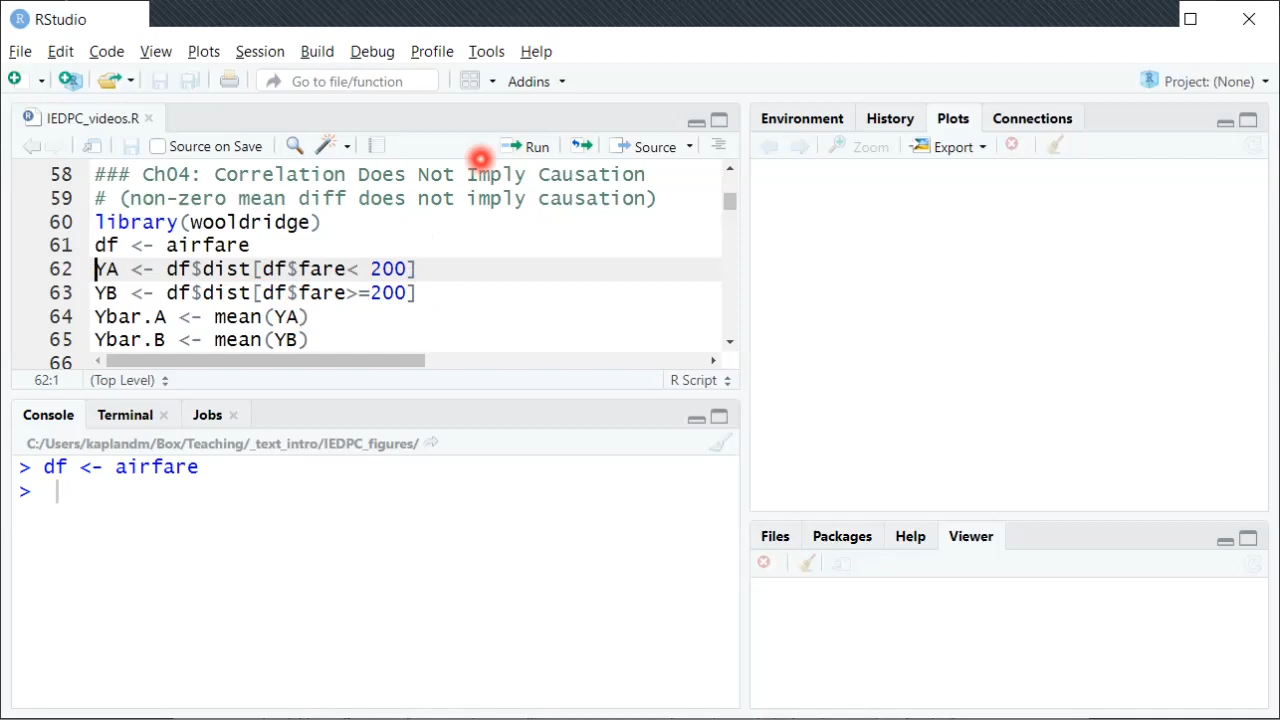 RStudio
File Edit Code View Plots Session Build Debug Profile Tools Help
Go to file/function Addins Project: (None)
IEDPC_videos.R
Source on Save Run Source
58 ### Ch04: Correlation Does Not Imply Causation
59 # (non-zero mean diff does not imply causation)
60 library(wooldridge)
61 df <- airfare
62 YA <- df$dist[df$fare< 200]
63 YB <- df$dist[df$fare>=200]
64 Ybar.A <- mean(YA)
65 Ybar.B <- mean(YB)
66
62:1 (Top Level) R Script
Console Terminal Jobs
C:/Users/kaplandm/Box/Teaching/_text_intro/IEDPC_figures/
> df <- airfare
>
Environment History Plots Connections
Zoom Export
Files Packages Help Viewer